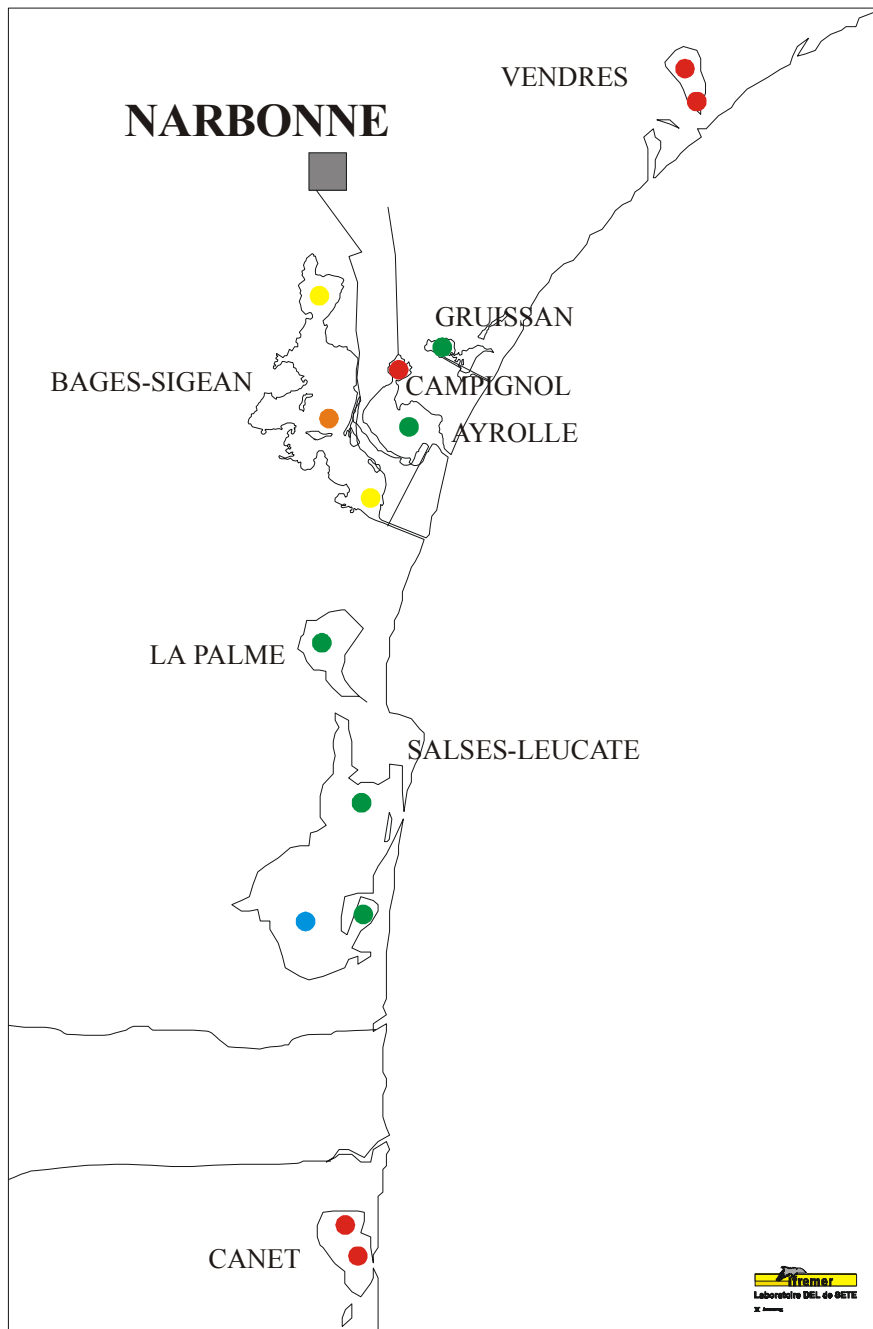 VENDRES
NARBONNE
GRUISSAN
BAGES-SIGEAN
CAMPIGNOL
AYROLLE
LA PALME
SALSES-LEUCATE
CANET
Ifremer
Laboratoire DEL de SETE